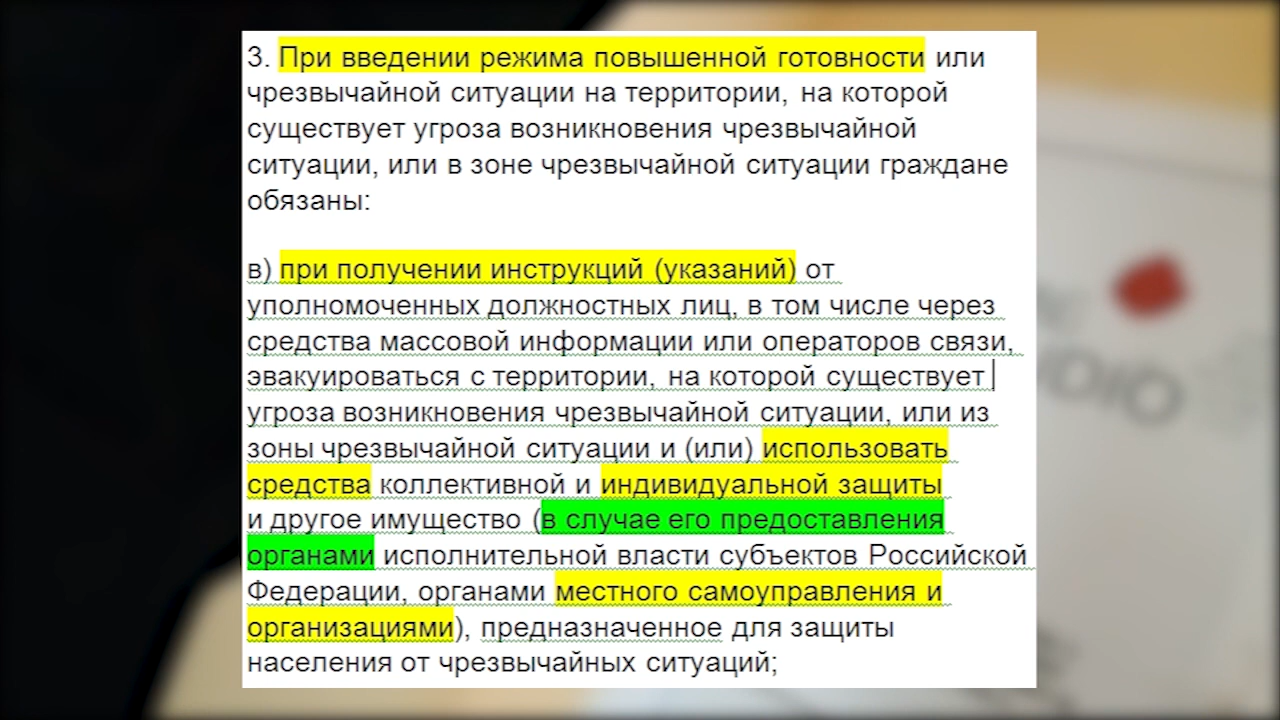 3. При введении режима повышенной готовности или
чрезвычайной ситуации на территории, на которой
существует угроза возникновения чрезвычайной
ситуации, или в зоне чрезвычайной ситуации граждане
обязаны:
в) при получении инструкций (указаний) от
уполномоченных должностных лиц, в том числе через
средства массовой информации или операторов связи,
эвакуироваться с территории, на которой существует
угроза возникновения чрезвычайной ситуации, или из
зоны чрезвычайной ситуации и (или) использовать
средства коллективной и индивидуальной защиты
и другое имущество (в случае его предоставления
органами исполнительной власти субъектов Российской
Федерации, органами местного самоуправления и
организациями), предназначенное для защиты
населения от чрезвычайных ситуаций;